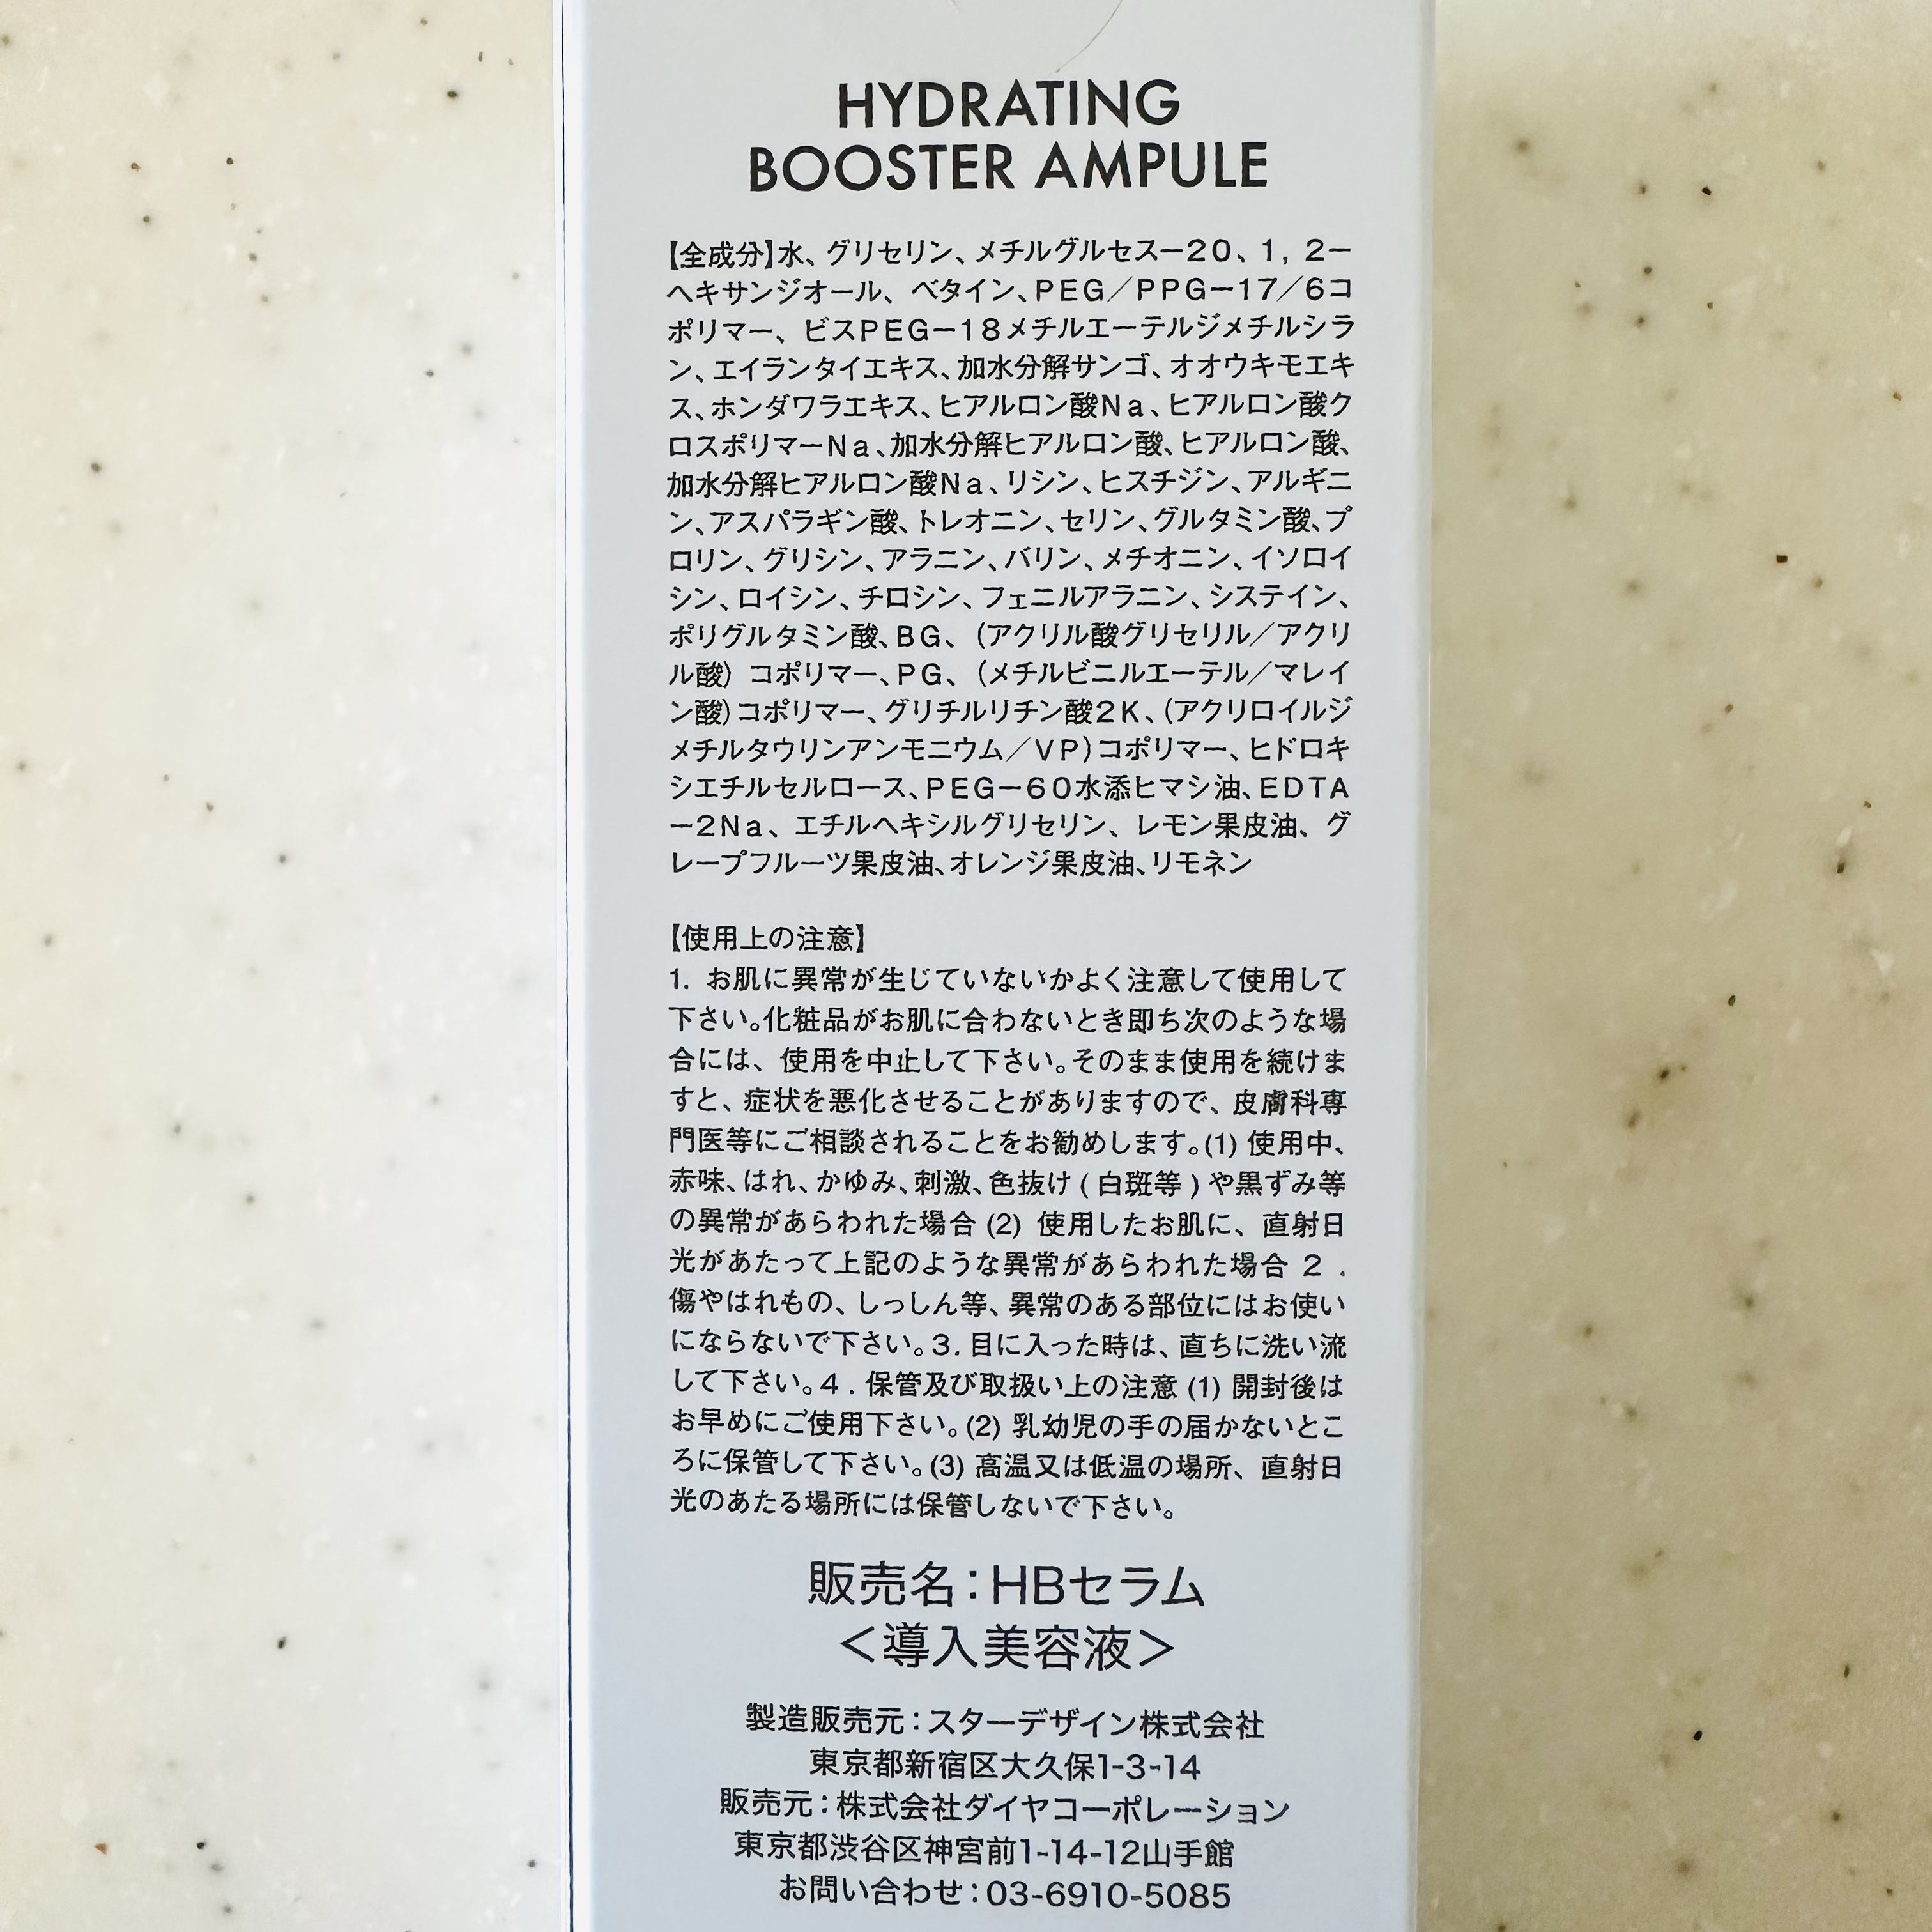 HYDRATING
BOOSTER AMPULE
【全成分】水、グリセリン、メチルグルセス－20、1，2－
ヘキサンジオール、ベタイン、PEG／PPG－17／6コ
ポリマー、ビスPEG－18メチルエーテルジメチルシラ
ン、エイランタイエキス、加水分解サンゴ、オオウキモエキ
ス、ホンダワラエキス、ヒアルロン酸Na、ヒアルロン酸ク
ロスポリマーNa、加水分解ヒアルロン酸、ヒアルロン酸、
加水分解ヒアルロン酸Na、リシン、ヒスチジン、アルギニ
ン、アスパラギン酸、トレオニン、セリン、グルタミン酸、プ
ロリン、グリシン、アラニン、バリン、メチオニン、イソロイ
シン、ロイシン、チロシン、フェニルアラニン、システイン、
ポリグルタミン酸、BG、（アクリル酸グリセリル／アクリ
ル酸）コポリマー、PG、（メチルビニルエーテル／マレイ
ン酸）コポリマー、グリチルリチン酸2K、（アクリロイルジ
メチルタウリンアンモニウム／VP）コポリマー、ヒドロキ
シエチルセルロース、PEG－60水添ヒマシ油、EDTA
－2Na、エチルヘキシルグリセリン、レモン果皮油、グ
レープフルーツ果皮油、オレンジ果皮油、リモネン
【使用上の注意】
1. お肌に異常が生じていないかよく注意して使用して
下さい。化粧品がお肌に合わないとき即ち次のような場
合には、使用を中止して下さい。そのまま使用を続けま
すと、症状を悪化させることがありますので、皮膚科専
門医等にご相談されることをお勧めします。(1) 使用中、
赤味、はれ、かゆみ、刺激、色抜け ( 白斑等 ) や黒ずみ等
の異常があらわれた場合 (2) 使用したお肌に、直射日
光があたって上記のような異常があらわれた場合 2 .
傷やはれもの、しっしん等、異常のある部位にはお使い
にならないで下さい。3. 目に入った時は、直ちに洗い流
して下さい。4 . 保管及び取扱い上の注意 (1) 開封後は
お早めにご使用下さい。(2) 乳幼児の手の届かないとこ
ろに保管して下さい。(3) 高温又は低温の場所、直射日
光のあたる場所には保管しないで下さい。
販売名：HBセラム
＜導入美容液＞
製造販売元：スターデザイン株式会社
東京都新宿区大久保1-3-14
販売元：株式会社ダイヤコーポレーション
東京都渋谷区神宮前1-14-12山手館
お問い合わせ：03-6910-5085